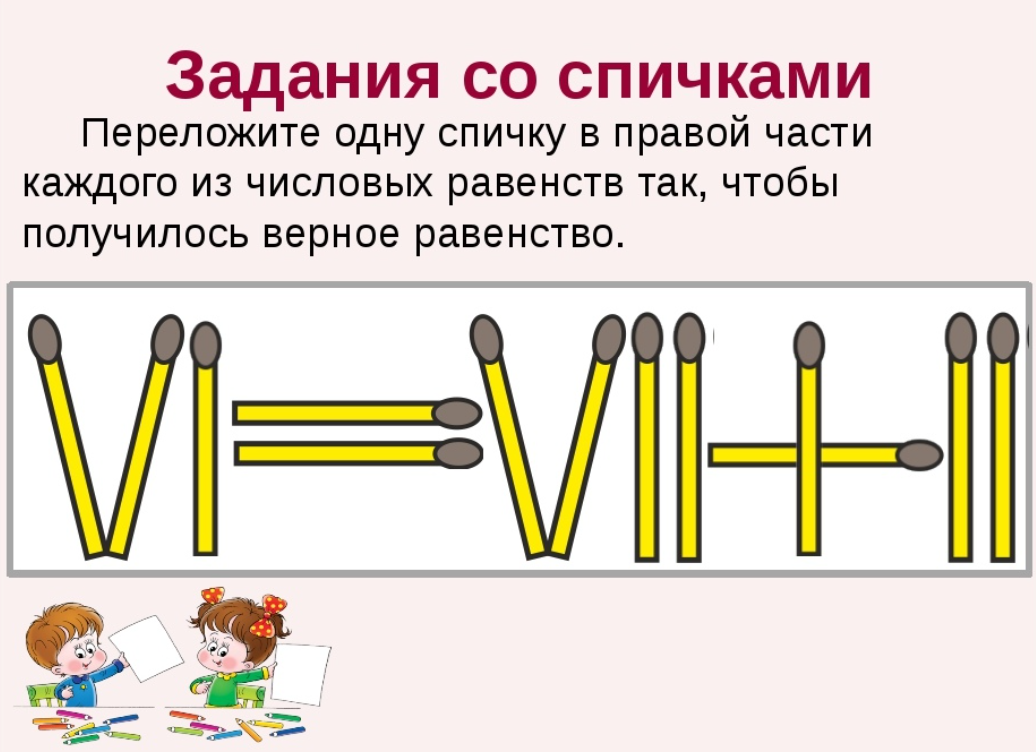 Задания со спичками
Переложите одну спичку в правой части
каждого из числовых равенств так, чтобы
получилось верное равенство.
VI=VII+II